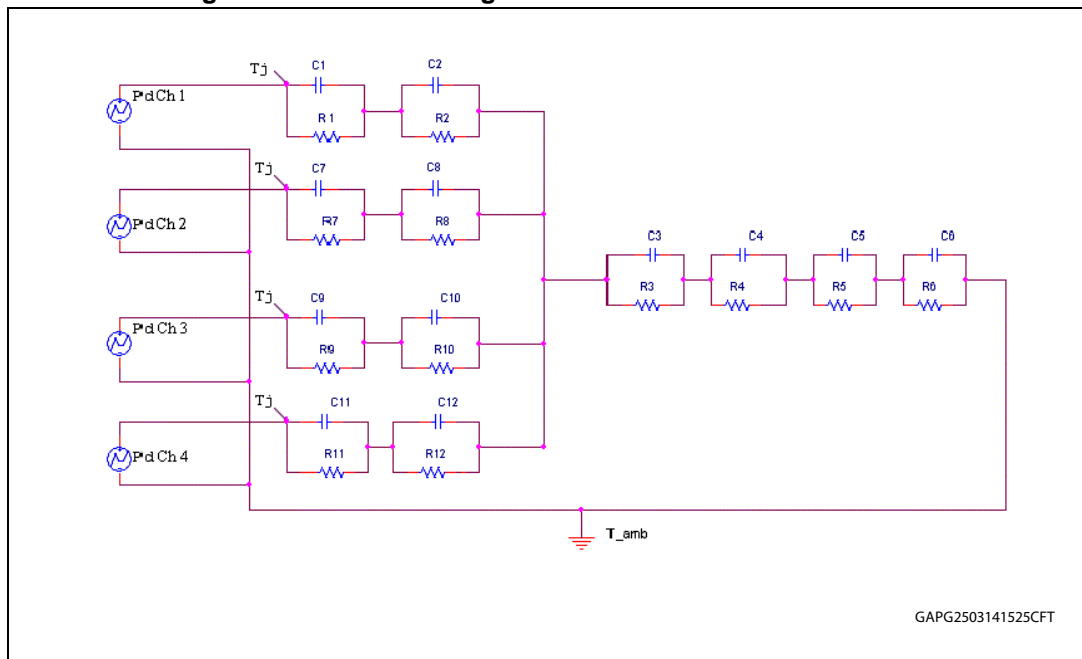 Tj
C1
C2
PdCh1
R1
R2
Tj
C7
C8
PdCh2
R7
R8
C3
C4
C5
C6
R3
R4
R5
R6
Tj
C9
C10
PdCh3
R9
R10
Tj
C11
C12
PdCh4
R11
R12
T_amb
GAPG2503141525CFT